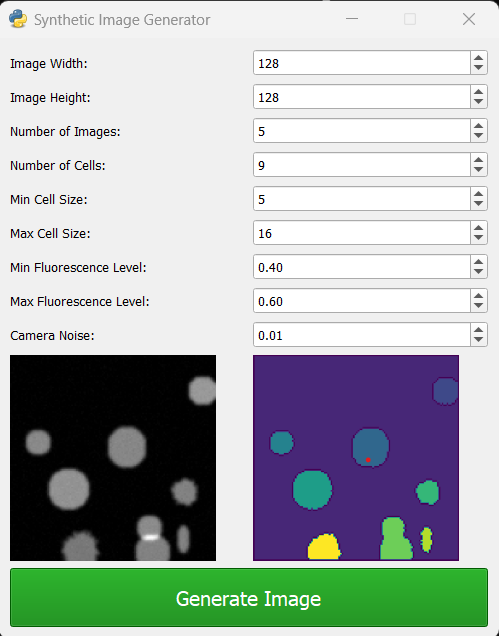 Synthetic Image Generator
Image Width: 128
Image Height: 128
Number of Images: 5
Number of Cells: 9
Min Cell Size: 5
Max Cell Size: 16
Min Fluorescence Level: 0.40
Max Fluorescence Level: 0.60
Camera Noise: 0.01
Generate Image